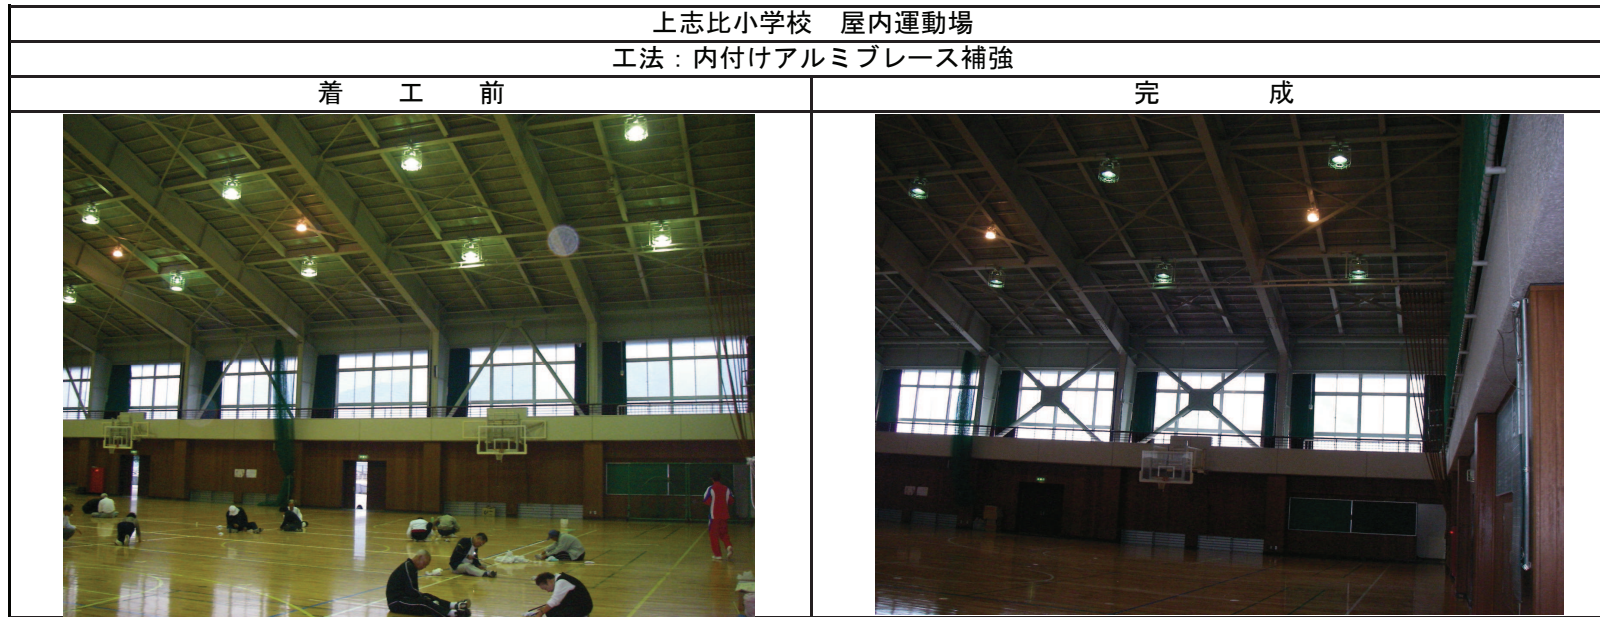 上志比小学校　屋内運動場
工法：内付けアルミブレース補強
着　工　前
完　成